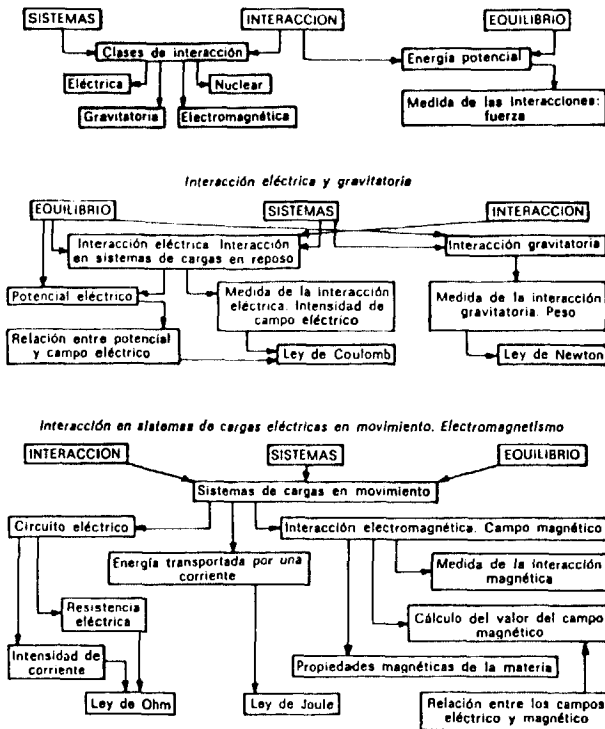 SISTEMAS
INTERACCION
EQUILIBRIO
Clases de interacción
Energía potencial
Eléctrica
Nuclear
Gravitatoria
Electromagnética
Medida de las interacciones:
fuerza
Interacción eléctrica y gravitatoria
EQUILIBRIO
SISTEMAS
INTERACCION
Interacción eléctrica. Interacción
en sistemas de cargas en reposo
Interacción gravitatoria
Potencial eléctrico
Medida de la interacción
eléctrica. Intensidad de
campo eléctrico
Medida de la interacción
gravitatoria. Peso
Relación entre potencial
y campo eléctrico
Ley de Coulomb
Ley de Newton
Interacción en sistemas de cargas eléctricas en movimiento. Electromagnetismo
INTERACCION
SISTEMAS
EQUILIBRIO
Sistemas de cargas en movimiento
Circuito eléctrico
Interacción electromagnética. Campo magnético
Energía transportada por una
corriente
Medida de la interacción
magnética
Resistencia
eléctrica
Cálculo del valor del campo
magnético
Intensidad de
corriente
Propiedades magnéticas de la materia
Ley de Ohm
Ley de Joule
Relación entre los campos
eléctrico y magnético